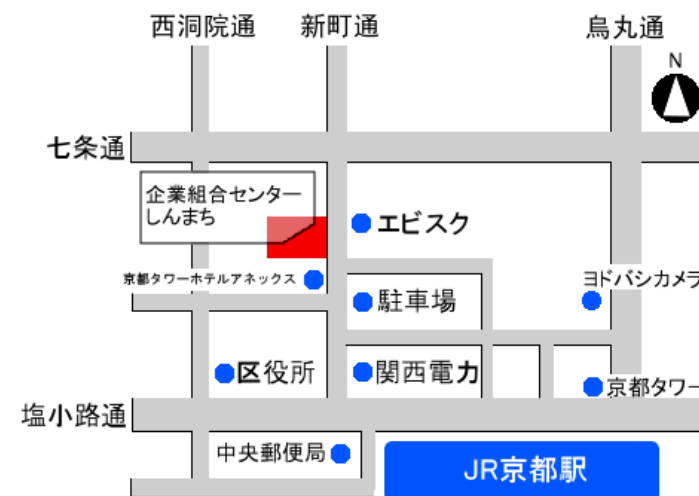 西洞院通 新町通 烏丸通
N
七条通
企業組合センター
しんまち
エビスク
京都タワーホテルアネックス
ヨドバシカメラ
駐車場
区役所
関西電力
京都タワー
塩小路通
中央郵便局
JR京都駅